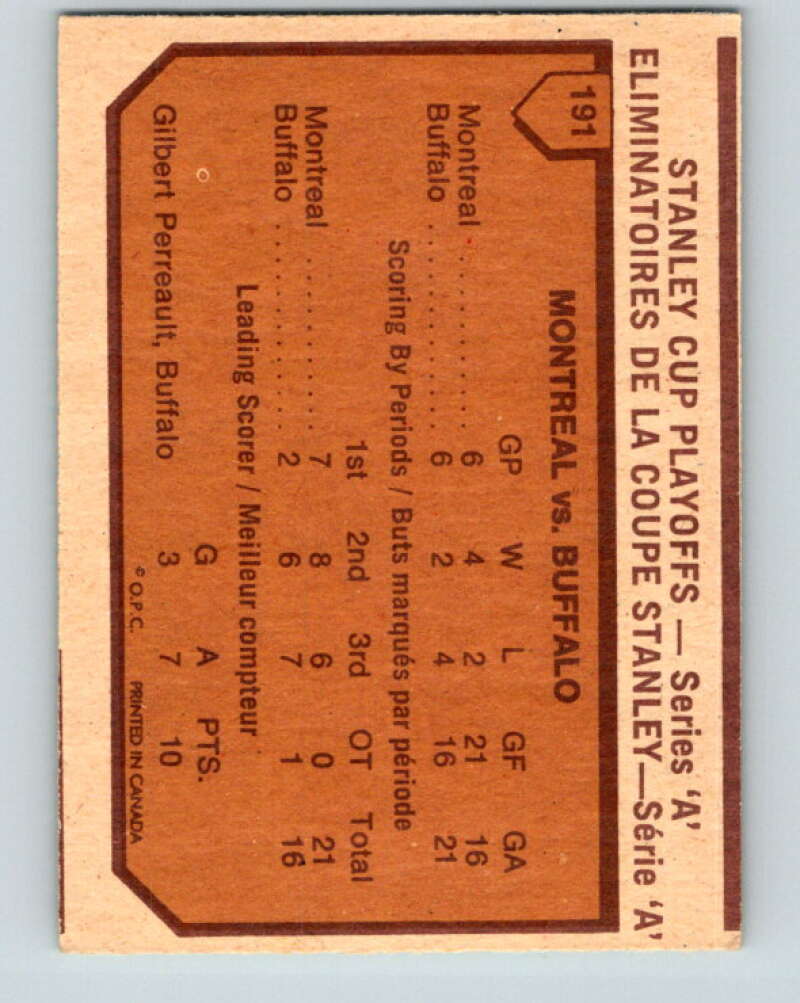 STANLEY CUP PLAYOFFS — Series 'A'
ELIMINATOIRES DE LA COUPE STANLEY—Série 'A'
191
MONTREAL vs. BUFFALO
GP W L GF GA
Montreal . . . . . . . . . . . 6 4 2 21 16
Buffalo . . . . . . . . . . . . 6 2 4 16 21
Scoring By Periods / Buts marqués par période
1st 2nd 3rd OT Total
Montreal . . . . . . . . . . . 7 8 6 0 21
Buffalo . . . . . . . . . . . . 2 6 7 1 16
Leading Scorer / Meilleur compteur
G A PTS.
Gilbert Perreault, Buffalo 3 7 10
© O.P.C. PRINTED IN CANADA